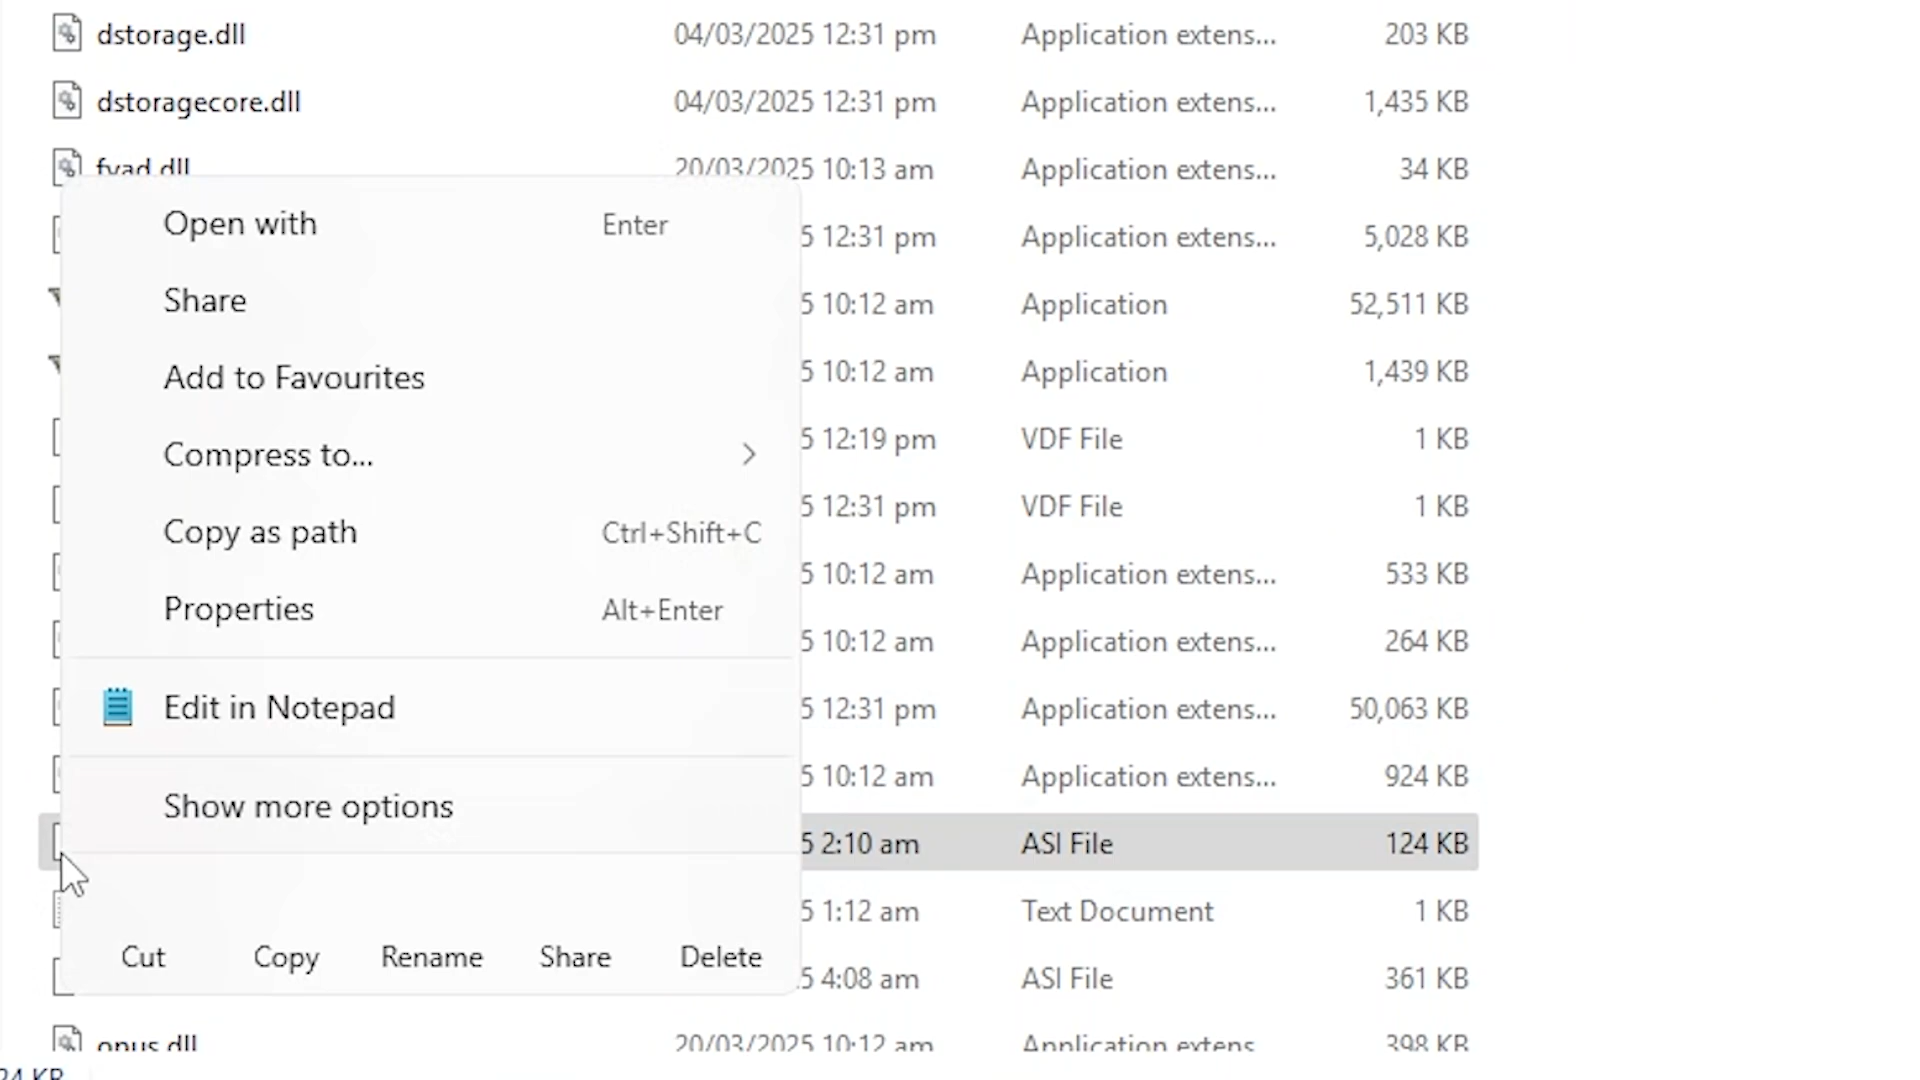 dstorage.dll 04/03/2025 12:31 pm Application extens... 203 KB
dstoragecore.dll 04/03/2025 12:31 pm Application extens... 1,435 KB
fvad.dll 20/03/2025 10:13 am Application extens... 34 KB
Open with Enter
5 12:31 pm Application extens... 5,028 KB
Share
5 10:12 am Application 52,511 KB
Add to Favourites
5 10:12 am Application 1,439 KB
Compress to...
5 12:19 pm VDF File 1 KB
Copy as path Ctrl+Shift+C
5 12:31 pm VDF File 1 KB
5 10:12 am Application extens... 533 KB
Properties Alt+Enter
5 10:12 am Application extens... 264 KB
Edit in Notepad
5 12:31 pm Application extens... 50,063 KB
5 10:12 am Application extens... 924 KB
Show more options
5 2:10 am ASI File 124 KB
5 1:12 am Text Document 1 KB
Cut Copy Rename Share Delete
5 4:08 am ASI File 361 KB
opus.dll 20/03/2025 10:12 am Application extens 398 KB
24 KB